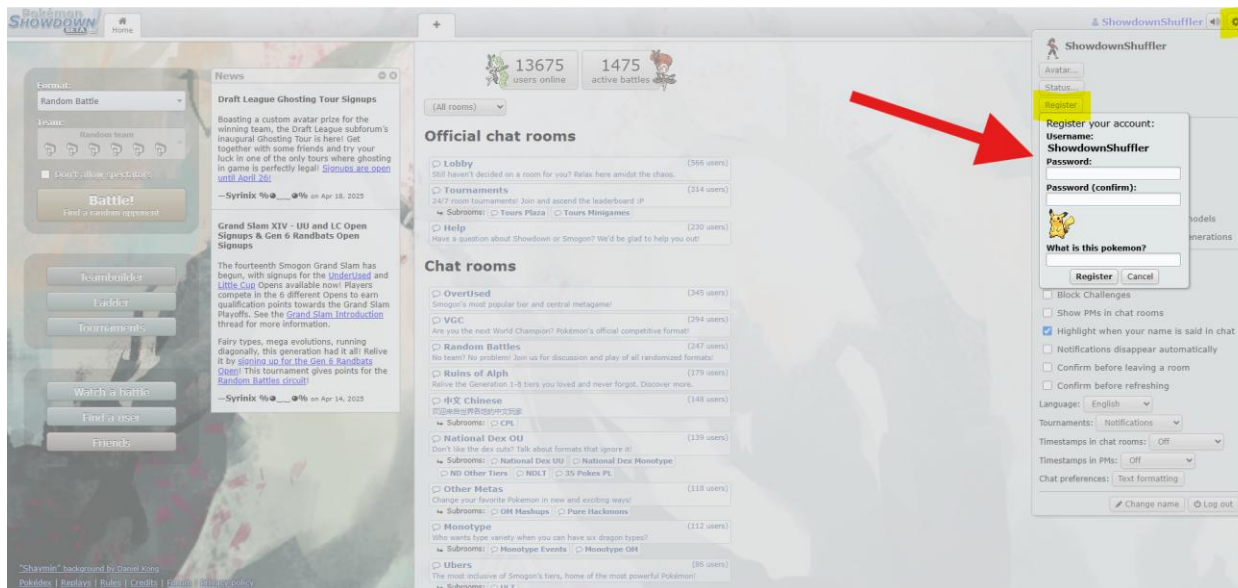 Pokémon
SHOWDOWN
BETA
Home
+
ShowdownShuffler
Format:
Random Battle
Team:
Random team
Don't allow spectators
Battle!
Find a random opponent
Teambuilder
Ladder
Tournaments
Watch a battle
Find a user
Friends
"Shaymin" background by Daniel Kong
Pokédex | Replays | Rules | Credits | Forum | Privacy policy
News
Draft League Ghosting Tour Signups
Boasting a custom avatar prize for the
winning team, the Draft League subforum's
inaugural Ghosting Tour is here! Get
together with some friends and try your
luck in one of the only tours where ghosting
in game is perfectly legal! Signups are open
until April 26!
—Syrinix %@__@% on Apr 18, 2025
Grand Slam XIV - UU and LC Open
Signups & Gen 6 Randbats Open
Signups
The fourteenth Smogon Grand Slam has
begun, with signups for the UnderUsed and
Little Cup Opens available now! Players
compete in the 6 different Opens to earn
qualification points towards the Grand Slam
Playoffs. See the Grand Slam Introduction
thread for more information.
Fairy types, mega evolutions, running
diagonally, this generation had it all! Relive
it by signing up for the Gen 6 Randbats
Open! This tournament gives points for the
Random Battles circuit!
—Syrinix %@__@% on Apr 14, 2025
13675
users online
1475
active battles
(All rooms)
Official chat rooms
Lobby (566 users)
Still haven't decided on a room for you? Relax here amidst the chaos.
Tournaments (314 users)
24/7 room tournaments! Join and ascend the leaderboard :P
Subrooms: Tours Plaza Tours Minigames
Help (230 users)
Have a question about Showdown or Smogon? We'd be glad to help you out!
Chat rooms
OverUsed (345 users)
Smogon's most popular tier and central metagame!
VGC (294 users)
Are you the next World Champion? Pokémon's official competitive format!
Random Battles (247 users)
No team? No problem! Join us for discussion and play of all randomized formats!
Ruins of Alph (179 users)
Relive the Generation 1-8 tiers you loved and never forgot. Discover more.
中文 Chinese (148 users)
Subrooms: CPL
National Dex OU (139 users)
Don't like the dex cuts? Talk about formats that ignore it!
Subrooms: National Dex UU National Dex Monotype
ND Other Tiers NDLT 35 Pokes PL
Other Metas (118 users)
Change your favorite Pokemon in new and exciting ways!
Subrooms: OM Mashups Pure Hackmons
Monotype (112 users)
Who wants type variety when you can have six dragon types?
Subrooms: Monotype Events Monotype OM
Ubers (86 users)
The most inclusive of Smogon's tiers, home of the most powerful Pokémon!
Subrooms: ULT
ShowdownShuffler
Avatar...
Status...
Register
Register your account:
Username:
ShowdownShuffler
Password:
Password (confirm):
What is this pokemon?
Register Cancel
Block Challenges
Show PMs in chat rooms
Highlight when your name is said in chat
Notifications disappear automatically
Confirm before leaving a room
Confirm before refreshing
Language: English
Tournaments: Notifications
Timestamps in chat rooms: Off
Timestamps in PMs: Off
Chat preferences: Text formatting
Change name Log out